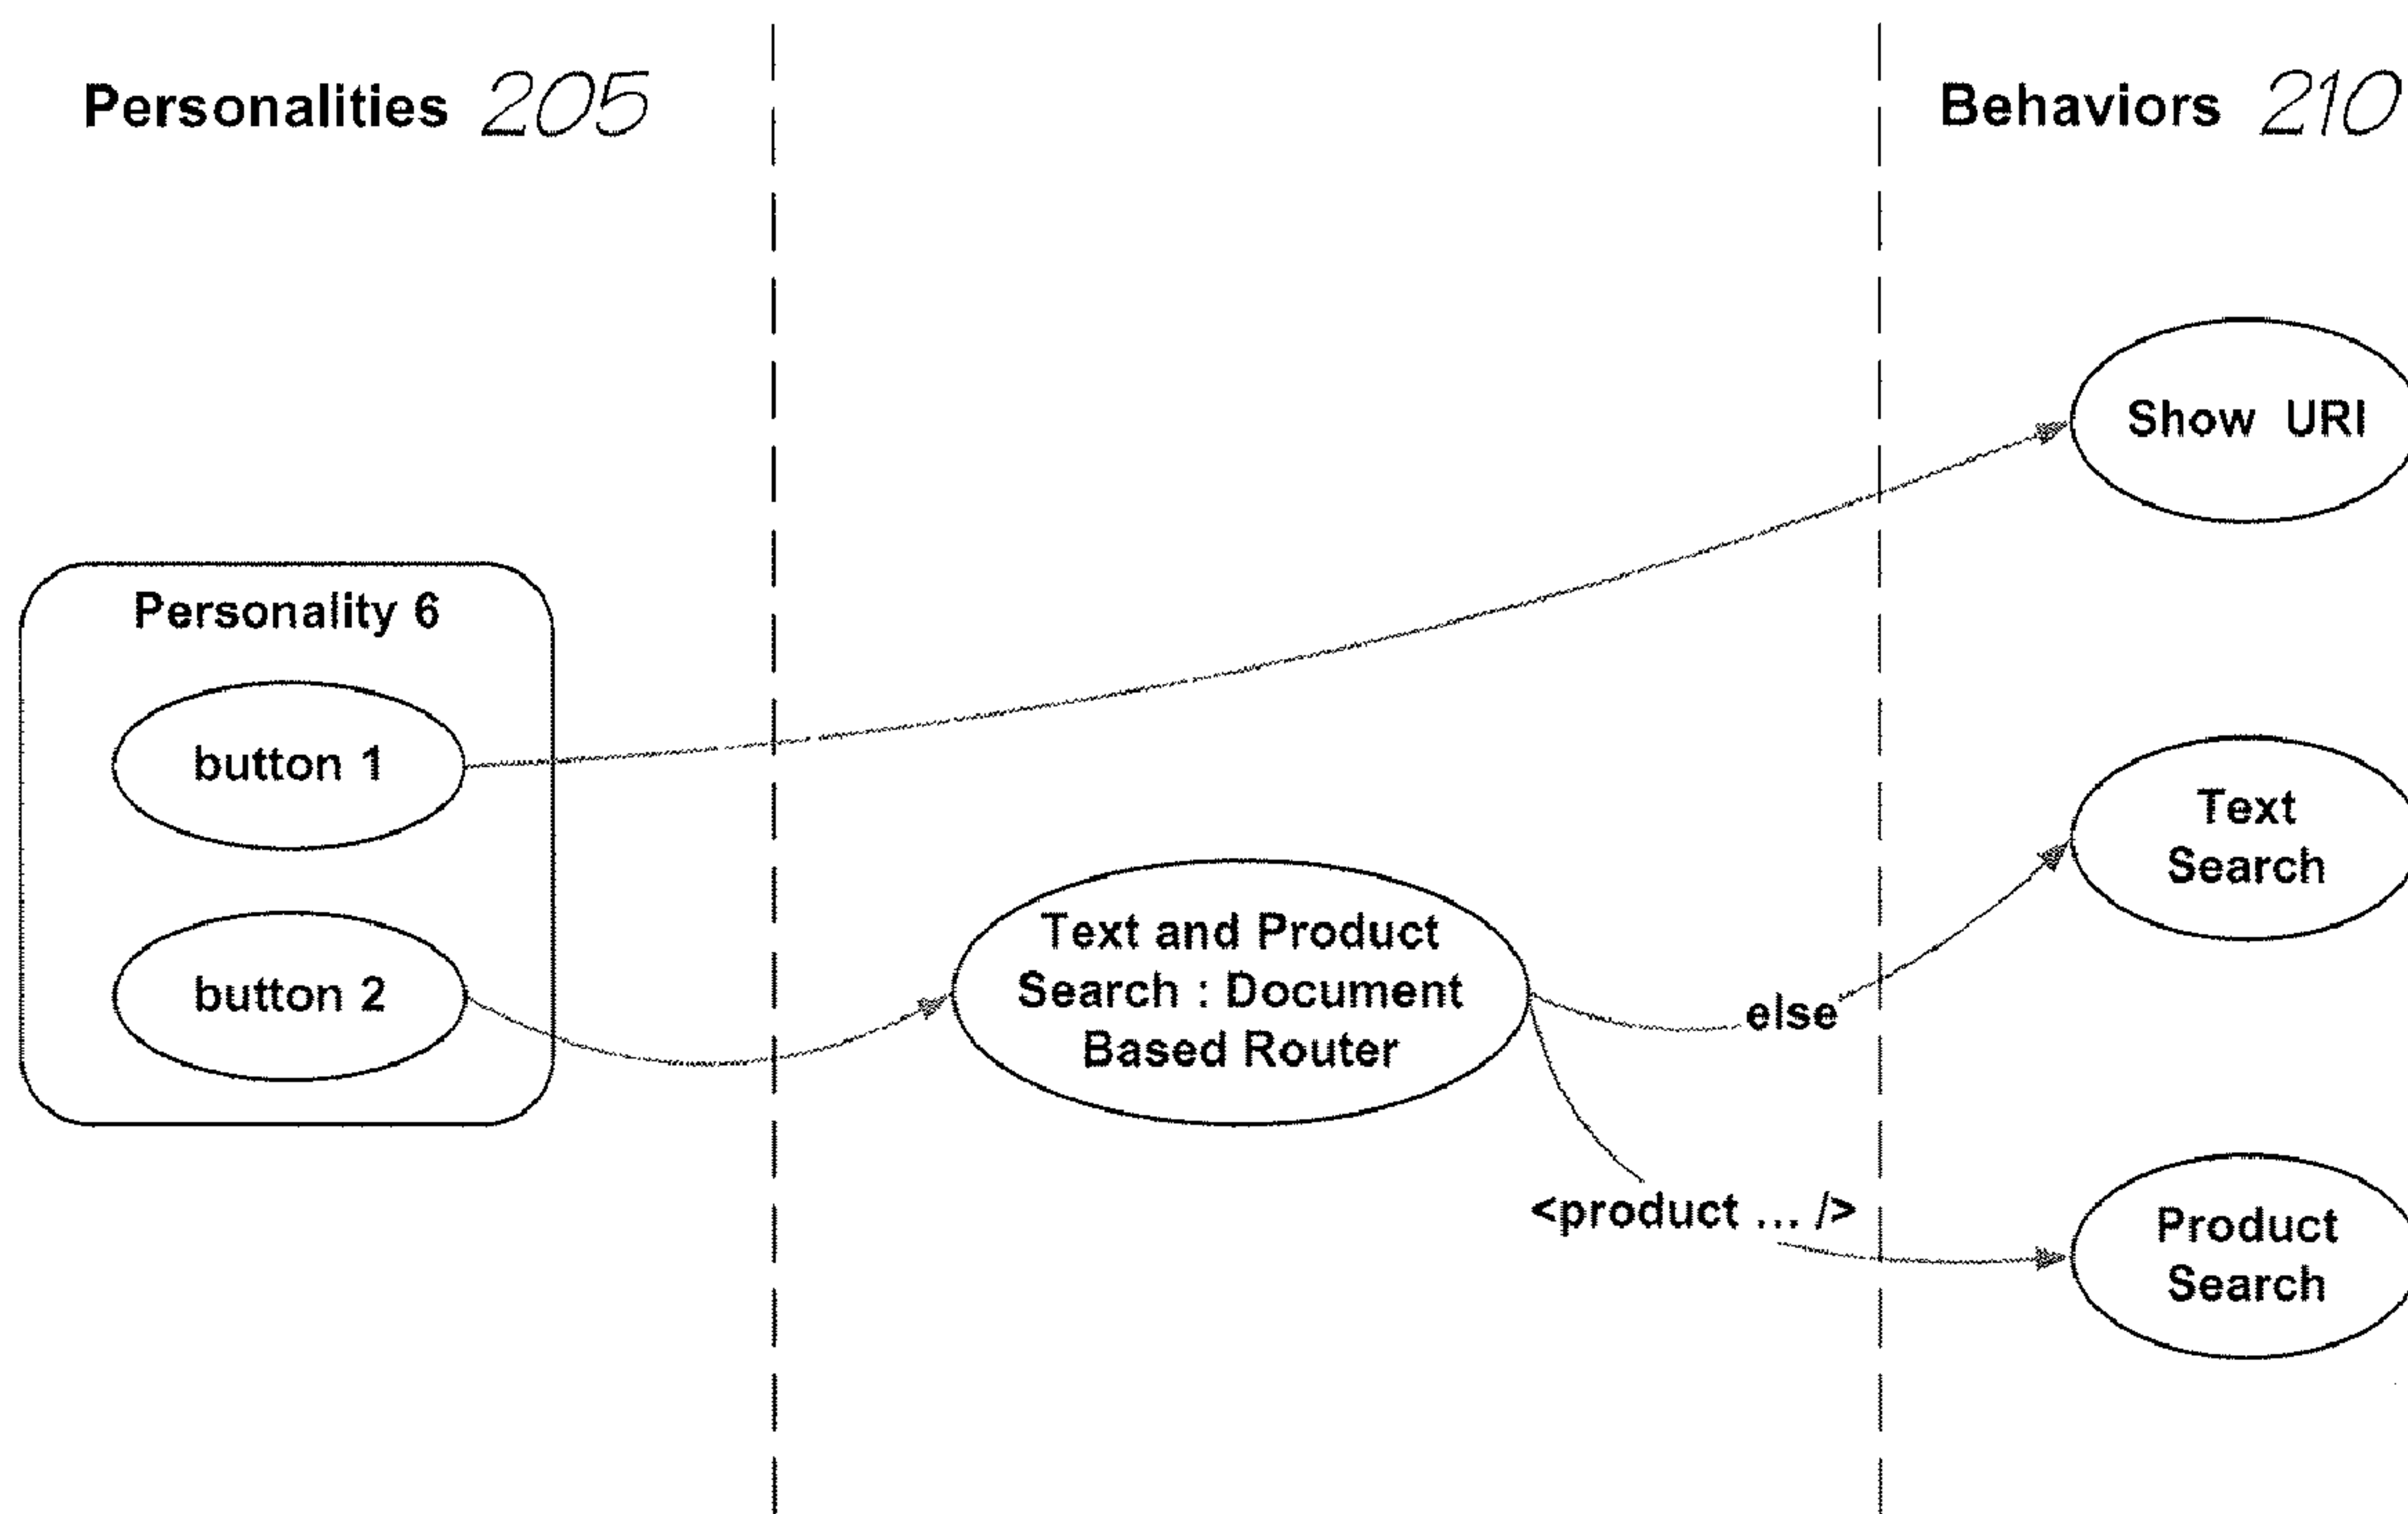 Personalities 205
Behaviors 210
Show URI
Personality 6
button 1
button 2
Text and Product
Search : Document
Based Router
else
<product ... />
Text
Search
Product
Search